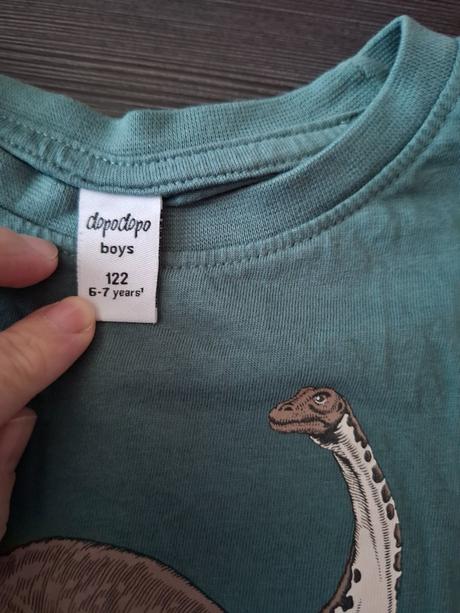 dopodopo
boys
122
6-7 years¹